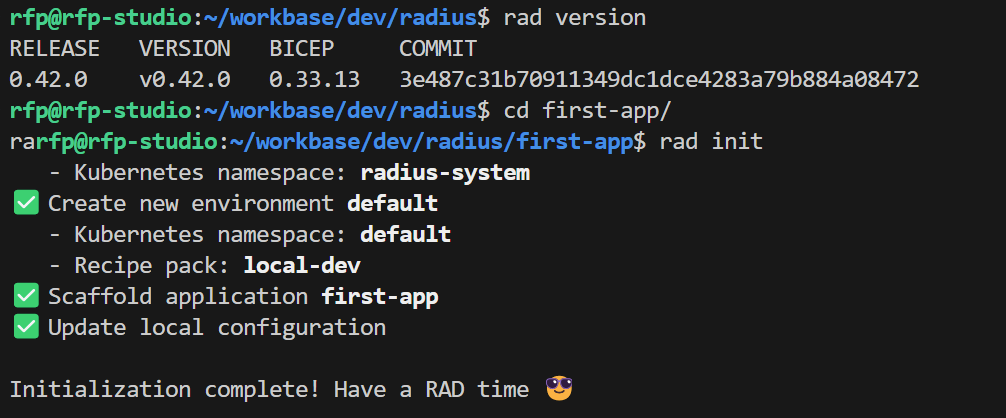 rfp@rfp-studio:~/workbase/dev/radius$ rad version
RELEASE   VERSION   BICEP     COMMIT
0.42.0    v0.42.0   0.33.13   3e487c31b70911349dc1dce4283a79b884a08472
rfp@rfp-studio:~/workbase/dev/radius$ cd first-app/
rarfp@rfp-studio:~/workbase/dev/radius/first-app$ rad init
   - Kubernetes namespace: radius-system
✅ Create new environment default
   - Kubernetes namespace: default
   - Recipe pack: local-dev
✅ Scaffold application first-app
✅ Update local configuration
Initialization complete! Have a RAD time 😎